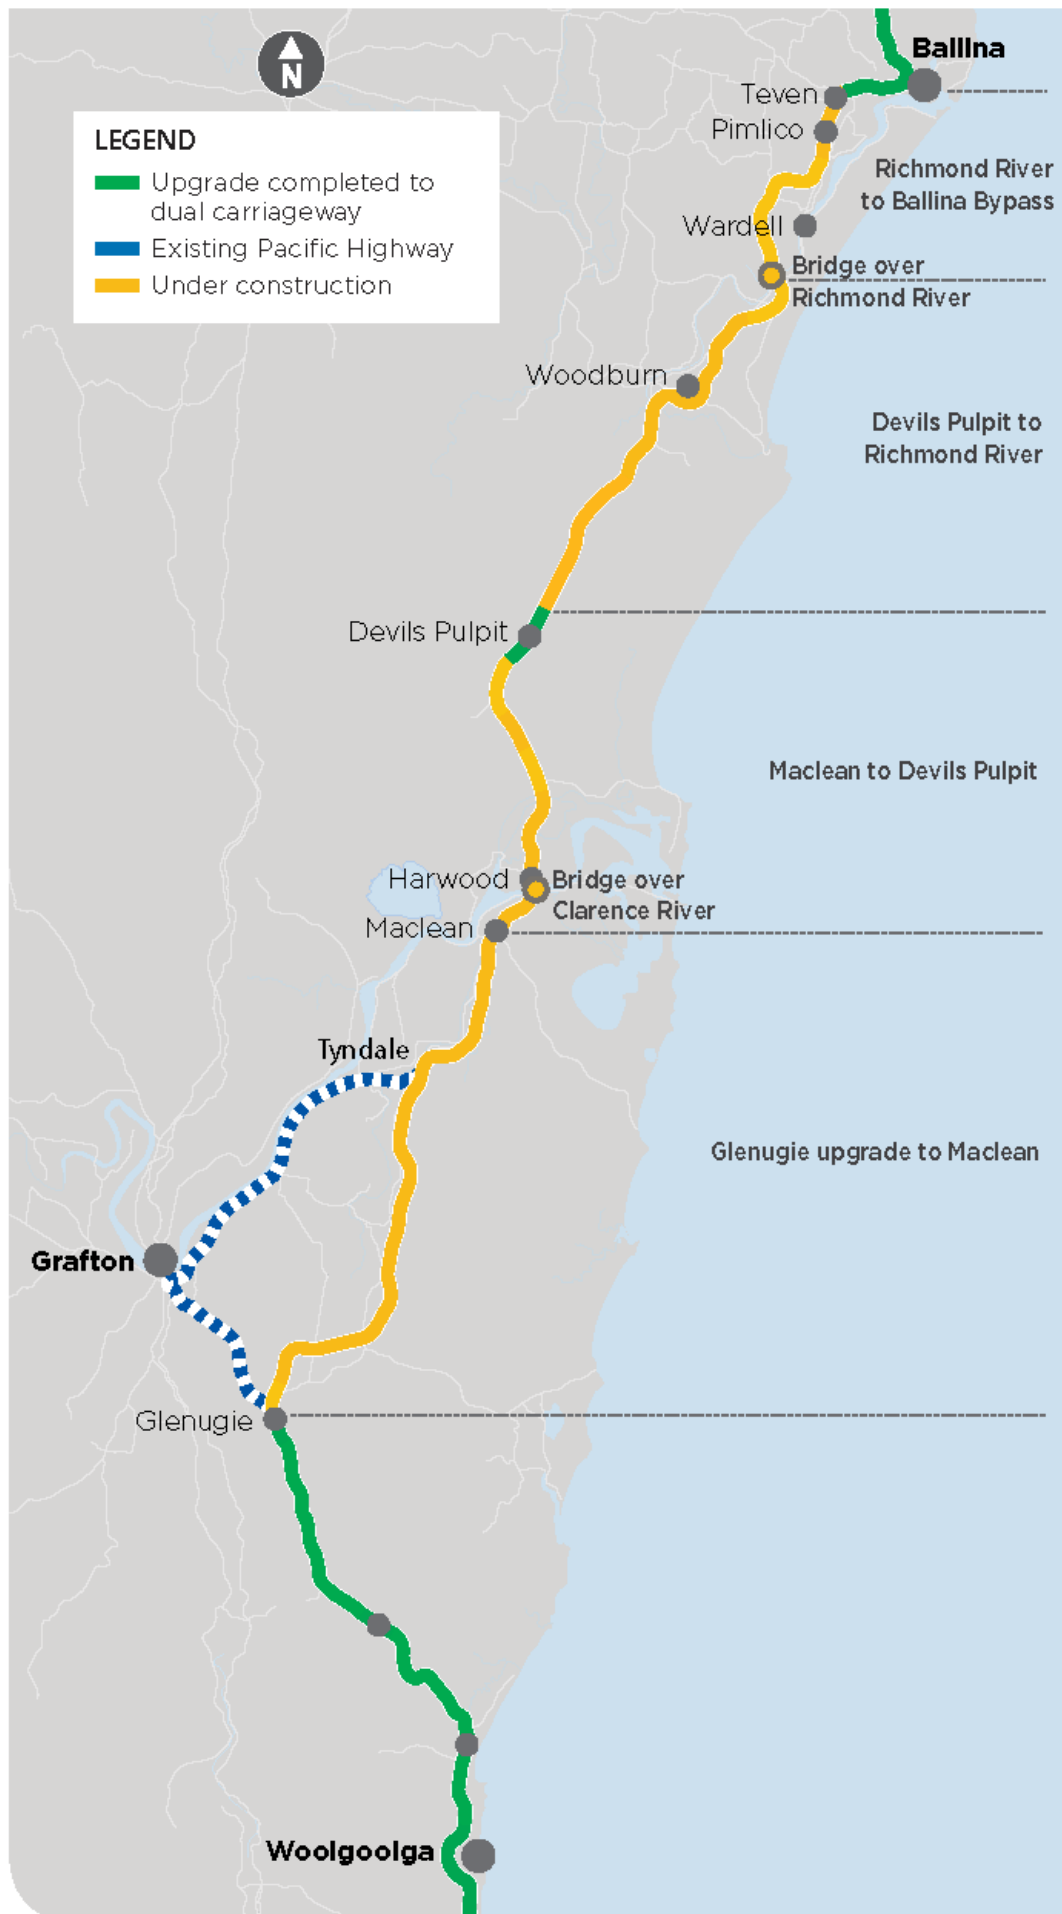 Ballina
N
Teven
LEGEND
Pimlico
Upgrade completed to
dual carriageway
Richmond River
to Ballina Bypass
Wardell
Existing Pacific Highway
Under construction
Bridge over
Richmond River
Woodburn
Devils Pulpit to
Richmond River
Devils Pulpit
Maclean to Devils Pulpit
Harwood
Bridge over
Clarence River
Maclean
Tyndale
Glenugie upgrade to Maclean
Grafton
Glenugie
Woolgoolga